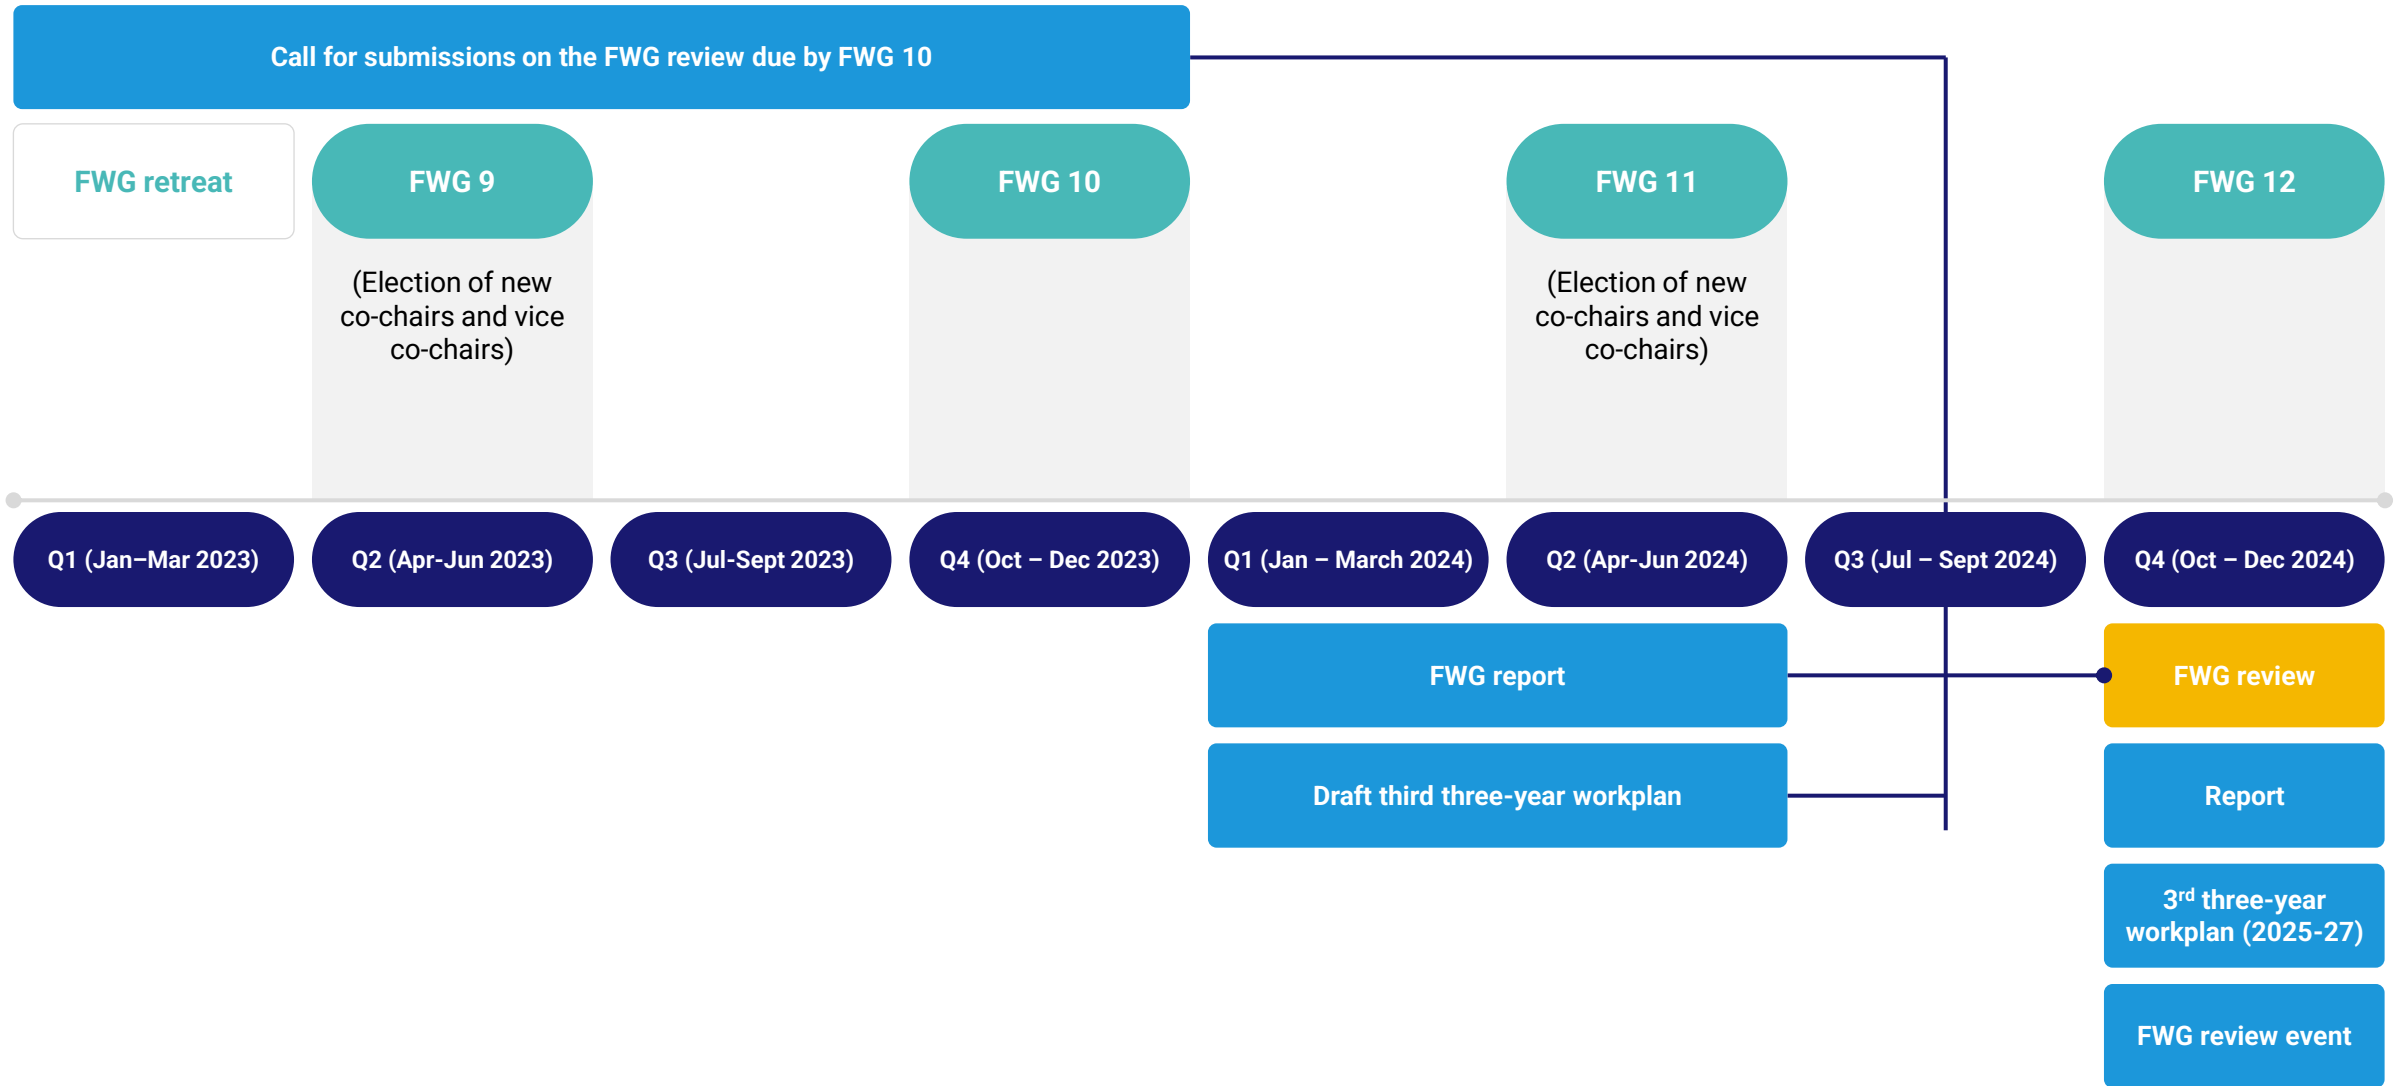 Call for submissions on the FWG review due by FWG 10
FWG retreat
FWG 9
FWG 10
FWG 11
FWG 12
(Election of new
co-chairs and vice
co-chairs)
(Election of new
co-chairs and vice
co-chairs)
Q1 (Jan–Mar 2023)
Q2 (Apr-Jun 2023)
Q3 (Jul-Sept 2023)
Q4 (Oct – Dec 2023)
Q1 (Jan – March 2024)
Q2 (Apr-Jun 2024)
Q3 (Jul – Sept 2024)
Q4 (Oct – Dec 2024)
FWG report
FWG review
Draft third three-year workplan
Report
3rd three-year
workplan (2025-27)
FWG review event